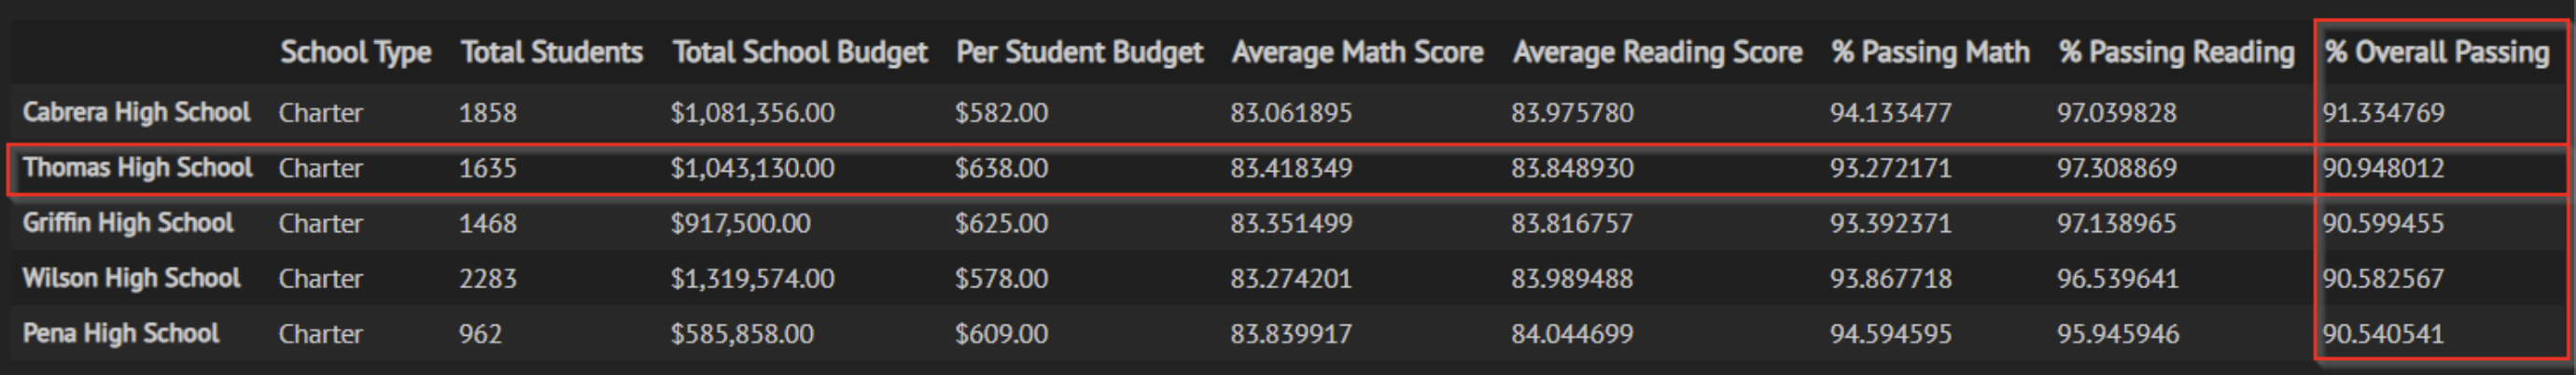 School Type Total Students Total School Budget Per Student Budget Average Math Score Average Reading Score % Passing Math % Passing Reading % Overall Passing
Cabrera High School Charter 1858 $1,081,356.00 $582.00 83.061895 83.975780 94.133477 97.039828 91.334769
Thomas High School Charter 1635 $1,043,130.00 $638.00 83.418349 83.848930 93.272171 97.308869 90.948012
Griffin High School Charter 1468 $917,500.00 $625.00 83.351499 83.816757 93.392371 97.138965 90.599455
Wilson High School Charter 2283 $1,319,574.00 $578.00 83.274201 83.989488 93.867718 96.539641 90.582567
Pena High School Charter 962 $585,858.00 $609.00 83.839917 84.044699 94.594595 95.945946 90.540541